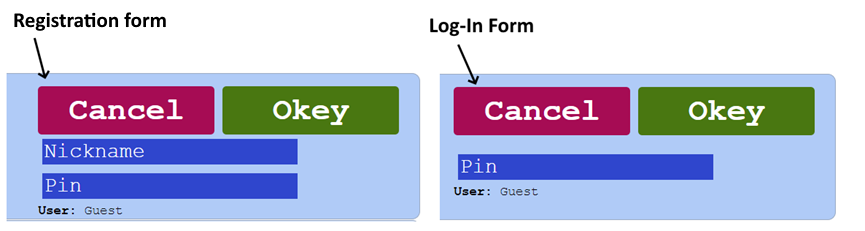 Registration form
Cancel Okey
Nickname
Pin
User: Guest
Log-In Form
Cancel Okey
Pin
User: Guest